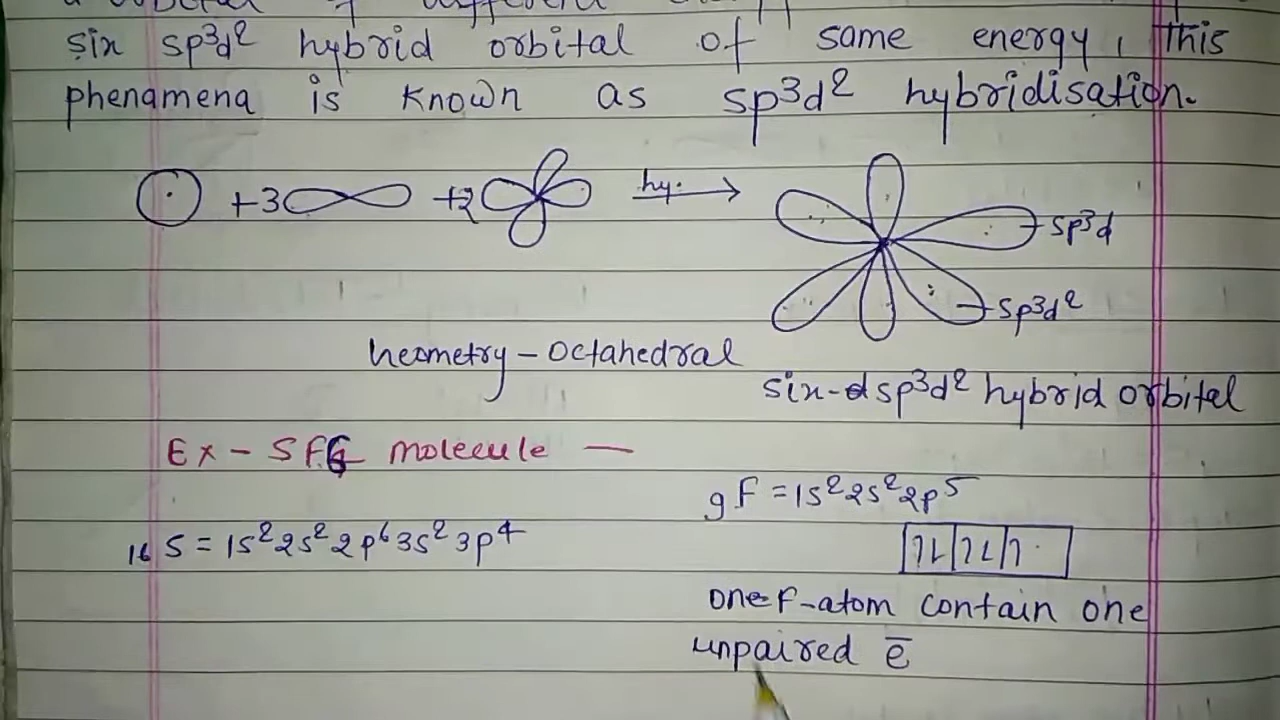 six sp³d² hybrid orbital of same energy, this
phenamena is known as sp³d² hybridisation.
+3 +2 hy. sp³d
sp³d²
Geometry – Octahedral
six-d sp³d² hybrid orbital
Ex – SF6 molecule —
9F = 1s² 2s² 2p⁵
16S = 1s² 2s² 2p⁶ 3s² 3p⁴
one F-atom contain one
unpaired e̅